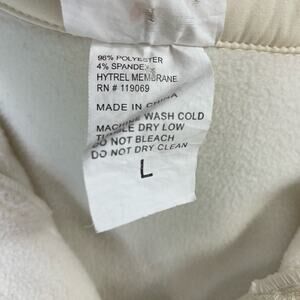 96% POLYESTER
4% SPANDEX
HYTREL MEMBRANE
RN # 119069
MADE IN CHINA
MACHINE WASH COLD
TUMBLE DRY LOW
DO NOT BLEACH
DO NOT DRY CLEAN
L